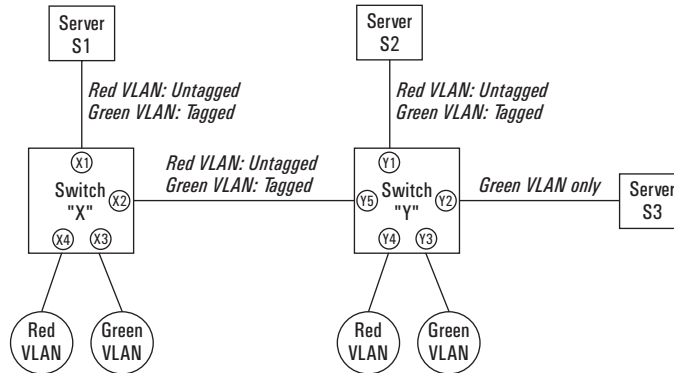 Server
S1
Server
S2
Red VLAN: Untagged
Green VLAN: Tagged
Red VLAN: Untagged
Green VLAN: Tagged
X1
Red VLAN: Untagged
Green VLAN: Tagged
Y1
Switch
"X"
X2
Y5
Switch
"Y"
Y2
Green VLAN only
Server
S3
X4
X3
Y4
Y3
Red
VLAN
Green
VLAN
Red
VLAN
Green
VLAN